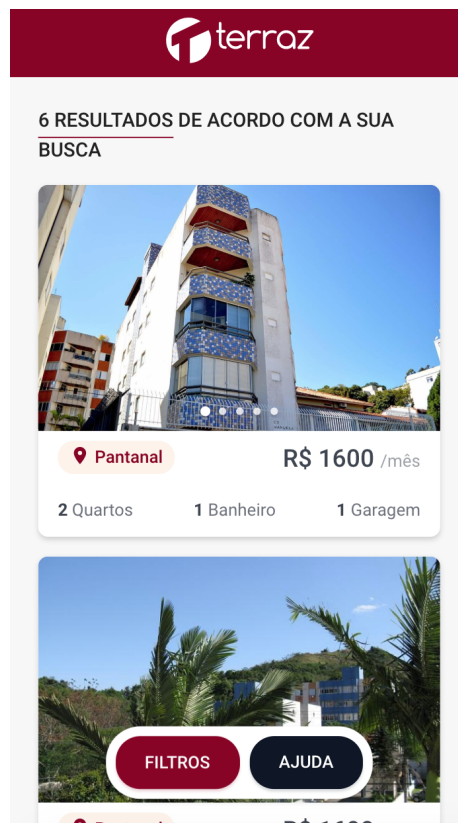 terraz
6 RESULTADOS DE ACORDO COM A SUA
BUSCA
Pantanal
R$ 1600 /mês
2 Quartos
1 Banheiro
1 Garagem
FILTROS
AJUDA